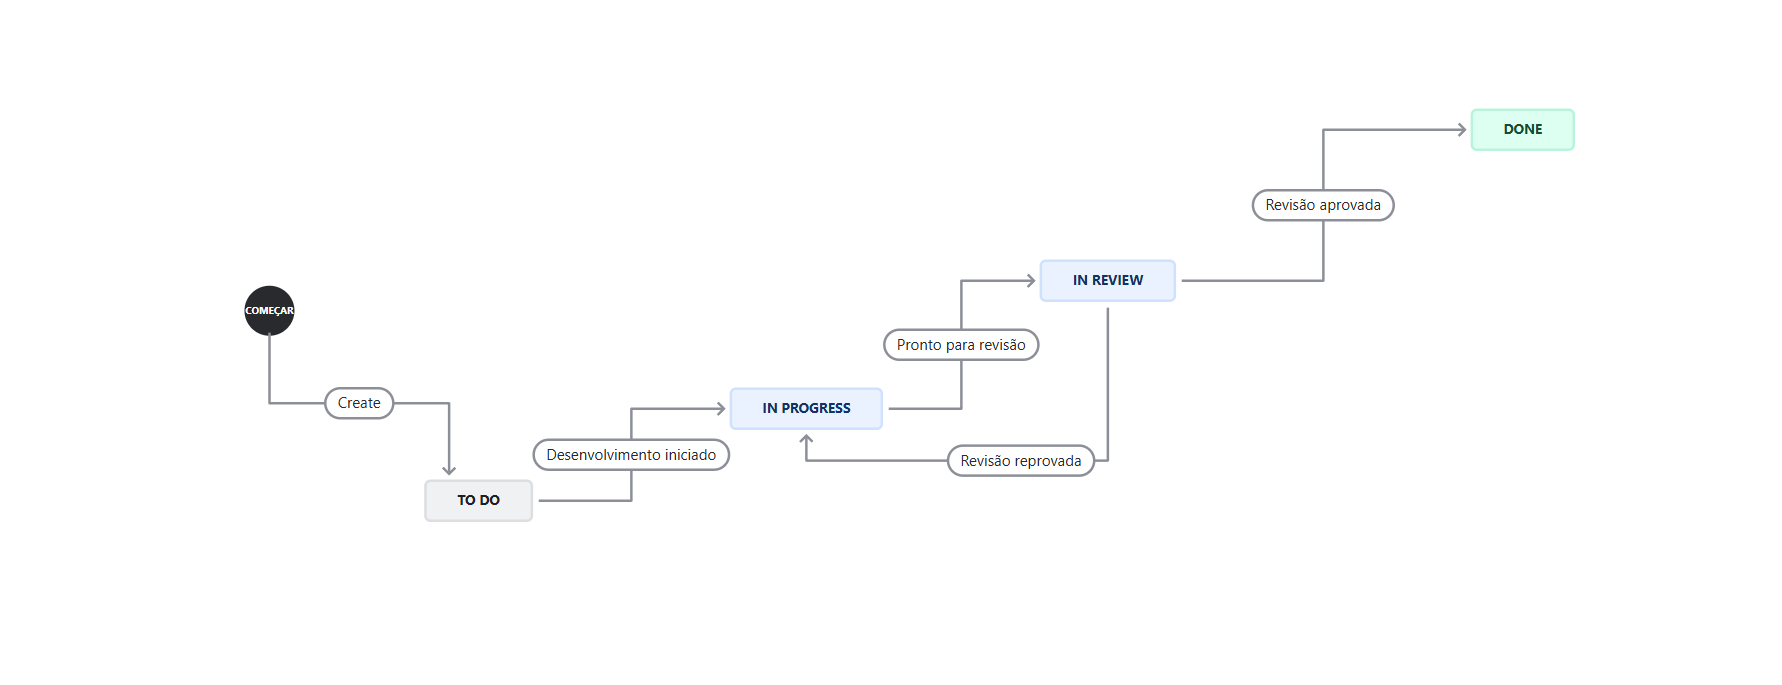 COMEÇAR
Create
TO DO
Desenvolvimento iniciado
IN PROGRESS
Pronto para revisão
IN REVIEW
Revisão reprovada
Revisão aprovada
DONE